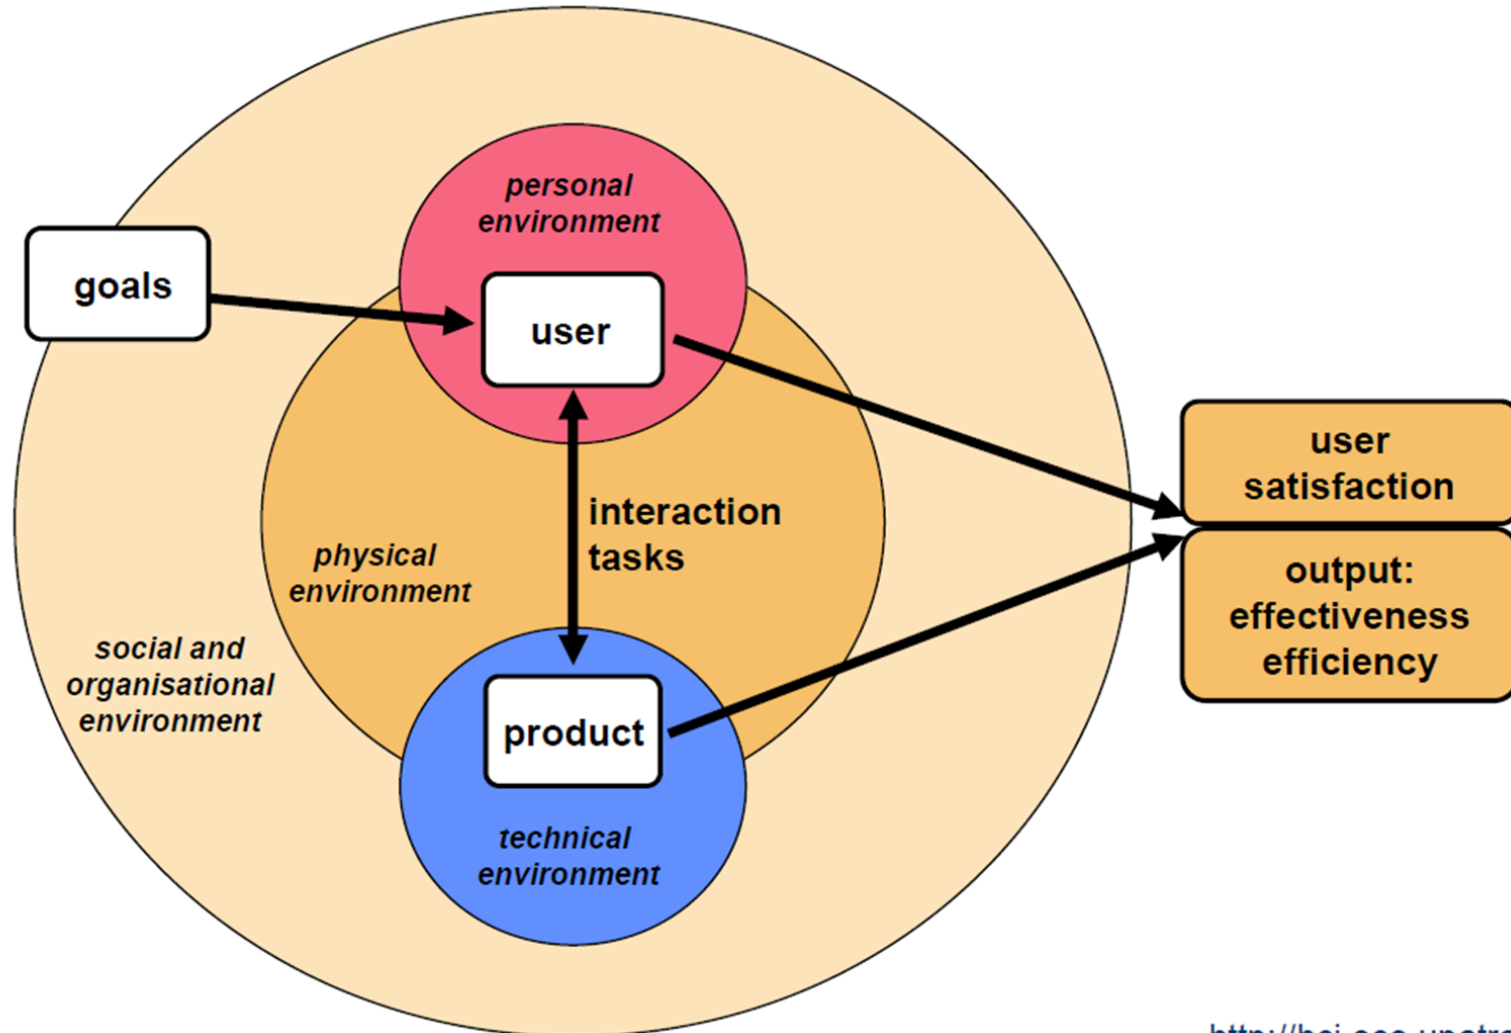 personal
environment
goals
user
user
satisfaction
interaction
tasks
physical
environment
output:
effectiveness
efficiency
social and
organisational
environment
product
technical
environment